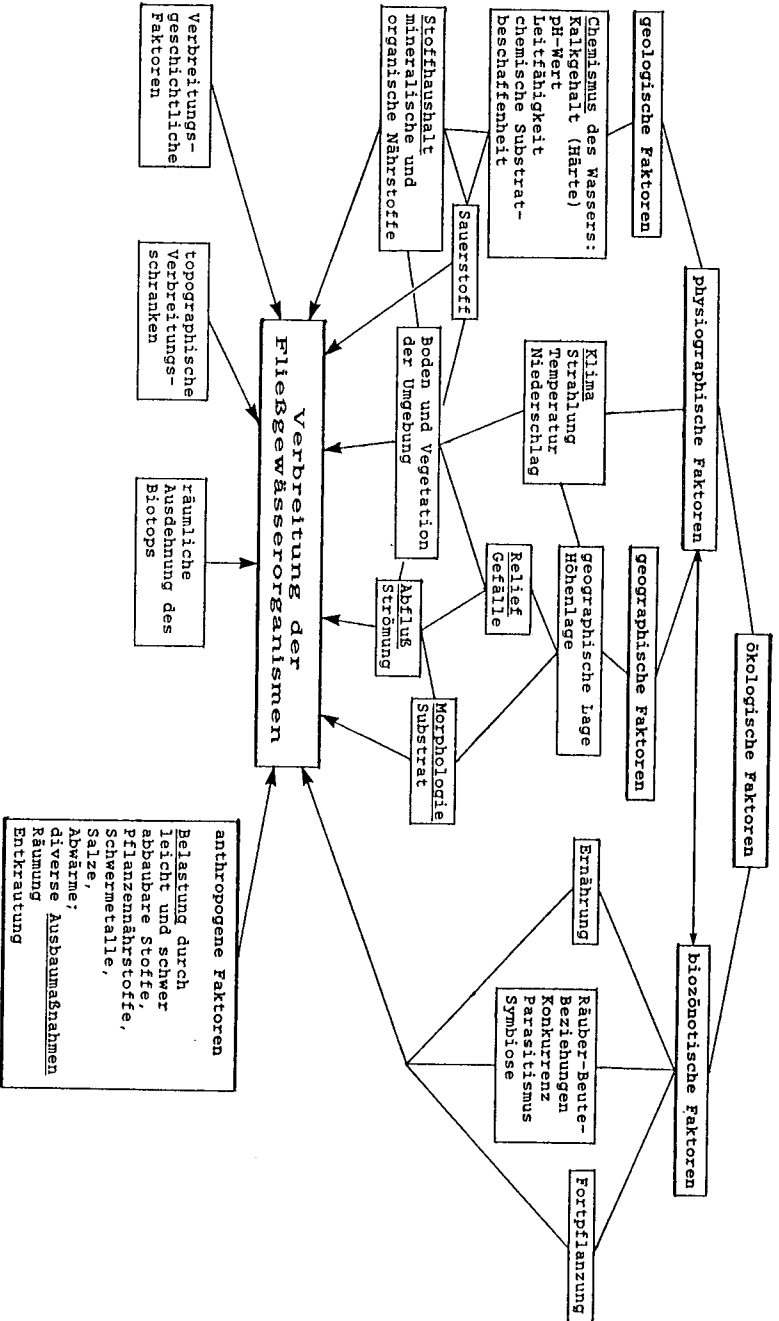 ökologische Faktoren
physiographische Faktoren
biozönotische Faktoren
geologische Faktoren
geographische Faktoren
Chemismus des Wassers:
Kalkgehalt (Härte)
pH-Wert
Leitfähigkeit
chemische Substrat-
beschaffenheit
Klima
Strahlung
Temperatur
Niederschlag
geographische Lage
Höhenlage
Ernährung
Räuber-Beute-
Beziehungen
Konkurrenz
Parasitismus
Symbiose
Fortpflanzung
Sauerstoff
Relief
Gefälle
Stoffhaushalt
mineralische und
organische Nährstoffe
Boden und Vegetation
der Umgebung
Abfluß
Strömung
Morphologie
Substrat
Verbreitung der
Fließgewässerorganismen
Verbreitungs-
geschichtliche
Faktoren
topographische
Verbreitungs-
schranken
räumliche
Ausdehnung des
Biotops
anthropogene Faktoren
Belastung durch
leicht und schwer
abbaubare Stoffe,
Pflanzennährstoffe,
Schwermetalle,
Salze,
Abwärme;
diverse Ausbaumaßnahmen
Räumung
Entkrautung